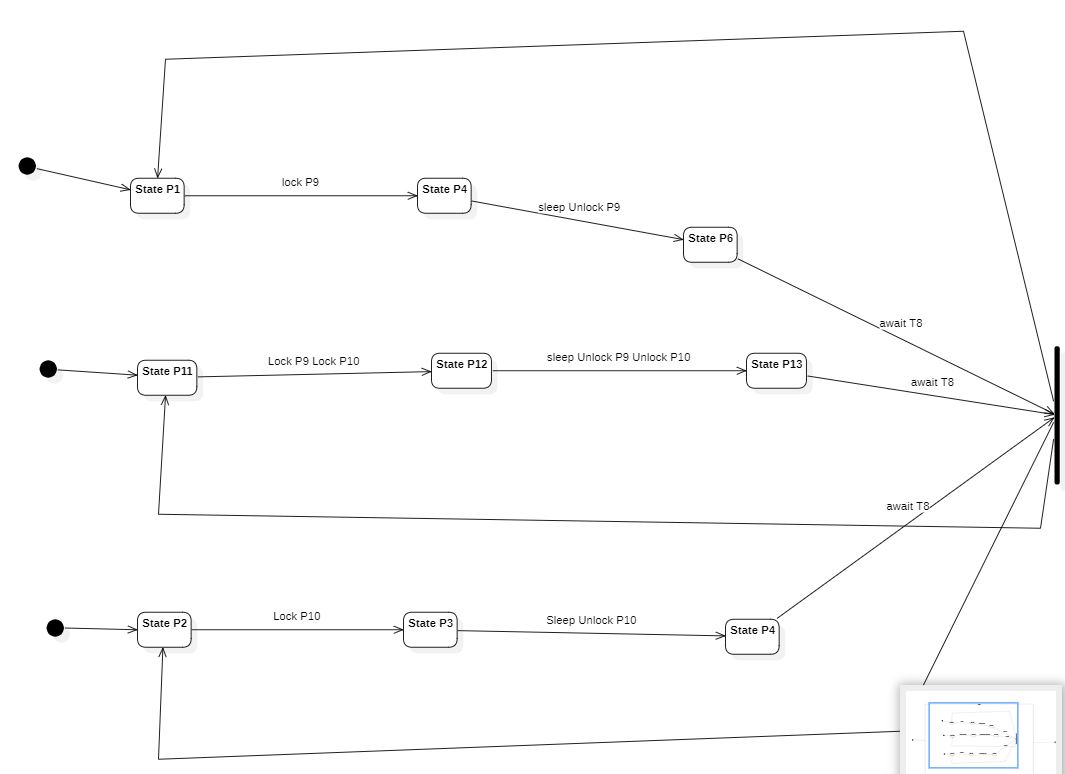 State P1
lock P9
State P4
sleep Unlock P9
State P6
await T8
State P11
Lock P9 Lock P10
State P12
sleep Unlock P9 Unlock P10
State P13
await T8
await T8
State P2
Lock P10
State P3
Sleep Unlock P10
State P4